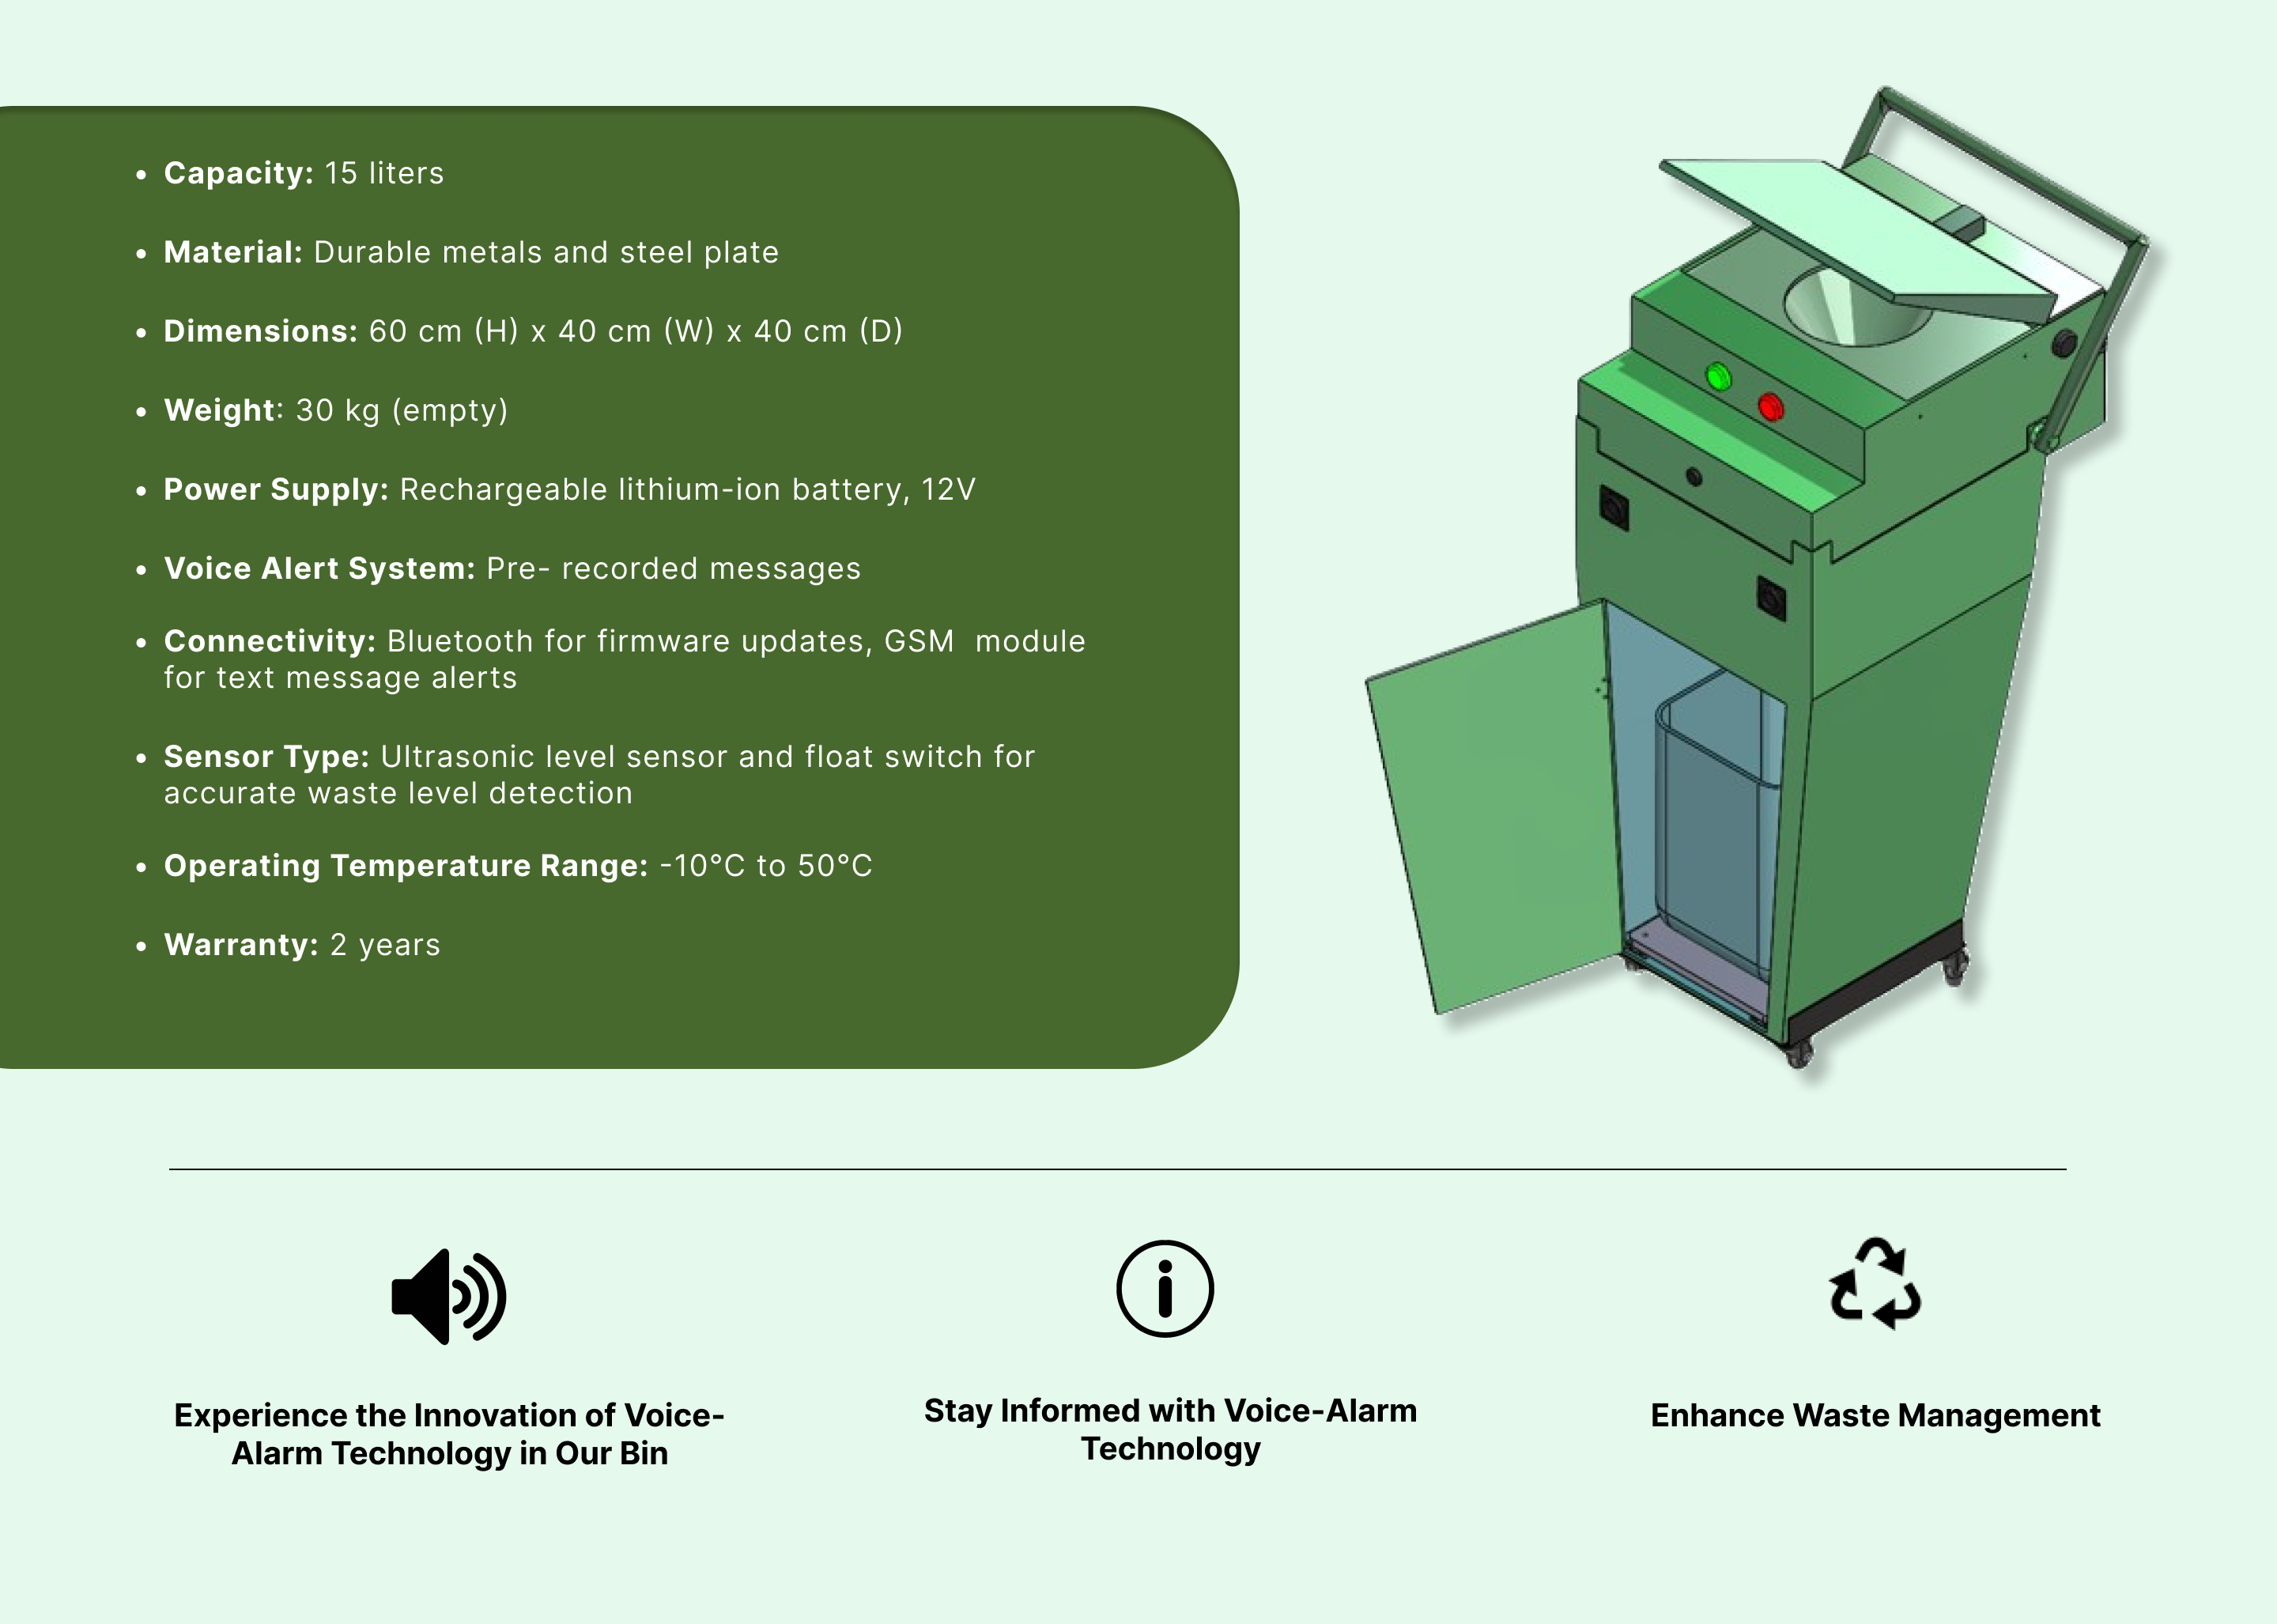 • Capacity: 15 liters
• Material: Durable metals and steel plate
• Dimensions: 60 cm (H) x 40 cm (W) x 40 cm (D)
• Weight: 30 kg (empty)
• Power Supply: Rechargeable lithium-ion battery, 12V
• Voice Alert System: Pre- recorded messages
• Connectivity: Bluetooth for firmware updates, GSM  module
for text message alerts
• Sensor Type: Ultrasonic level sensor and float switch for
accurate waste level detection
• Operating Temperature Range: -10°C to 50°C
• Warranty: 2 years
Experience the Innovation of Voice-
Alarm Technology in Our Bin
Stay Informed with Voice-Alarm
Technology
Enhance Waste Management